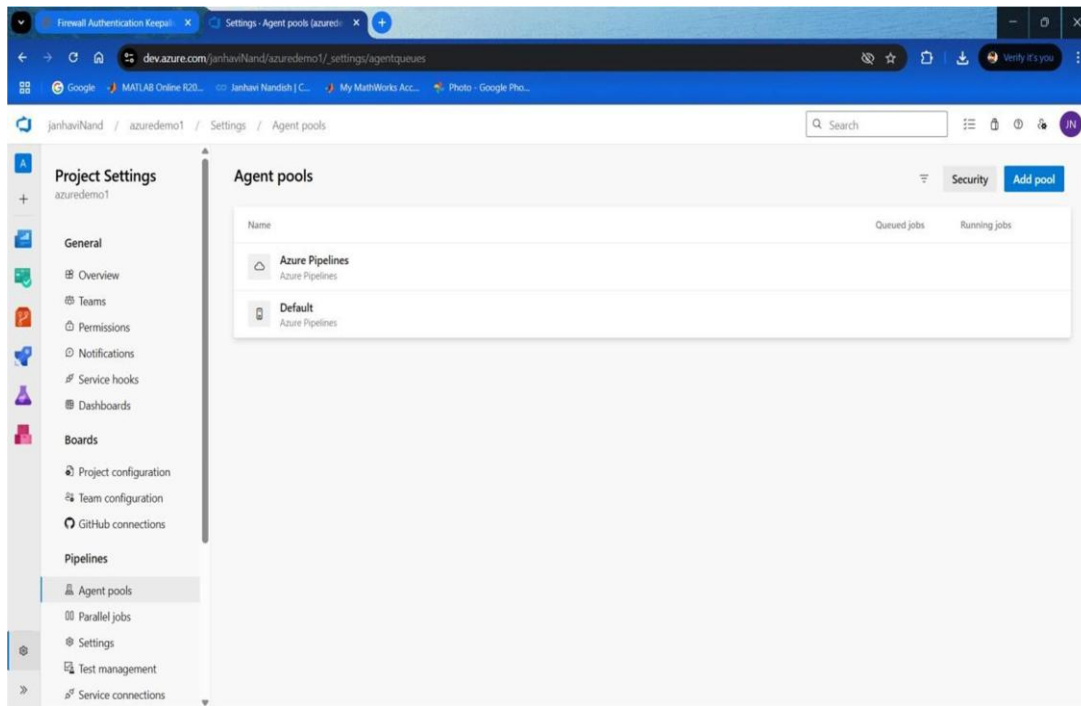 Firewall Authentication Keepali
Settings - Agent pools (azurede
dev.azure.com/janhaviNand/azuredemo1/_settings/agentqueues
Verify it's you
Google MATLAB Online R20... Janhavi Nandish | C... My MathWorks Acc... Photo - Google Pho...
janhaviNand / azuredemo1 / Settings / Agent pools
Search
JN
A
Project Settings
azuredemo1
General
Overview
Teams
Permissions
Notifications
Service hooks
Dashboards
Boards
Project configuration
Team configuration
GitHub connections
Pipelines
Agent pools
Parallel jobs
Settings
Test management
Service connections
Agent pools
Security Add pool
Name Queued jobs Running jobs
Azure Pipelines
Azure Pipelines
Default
Azure Pipelines